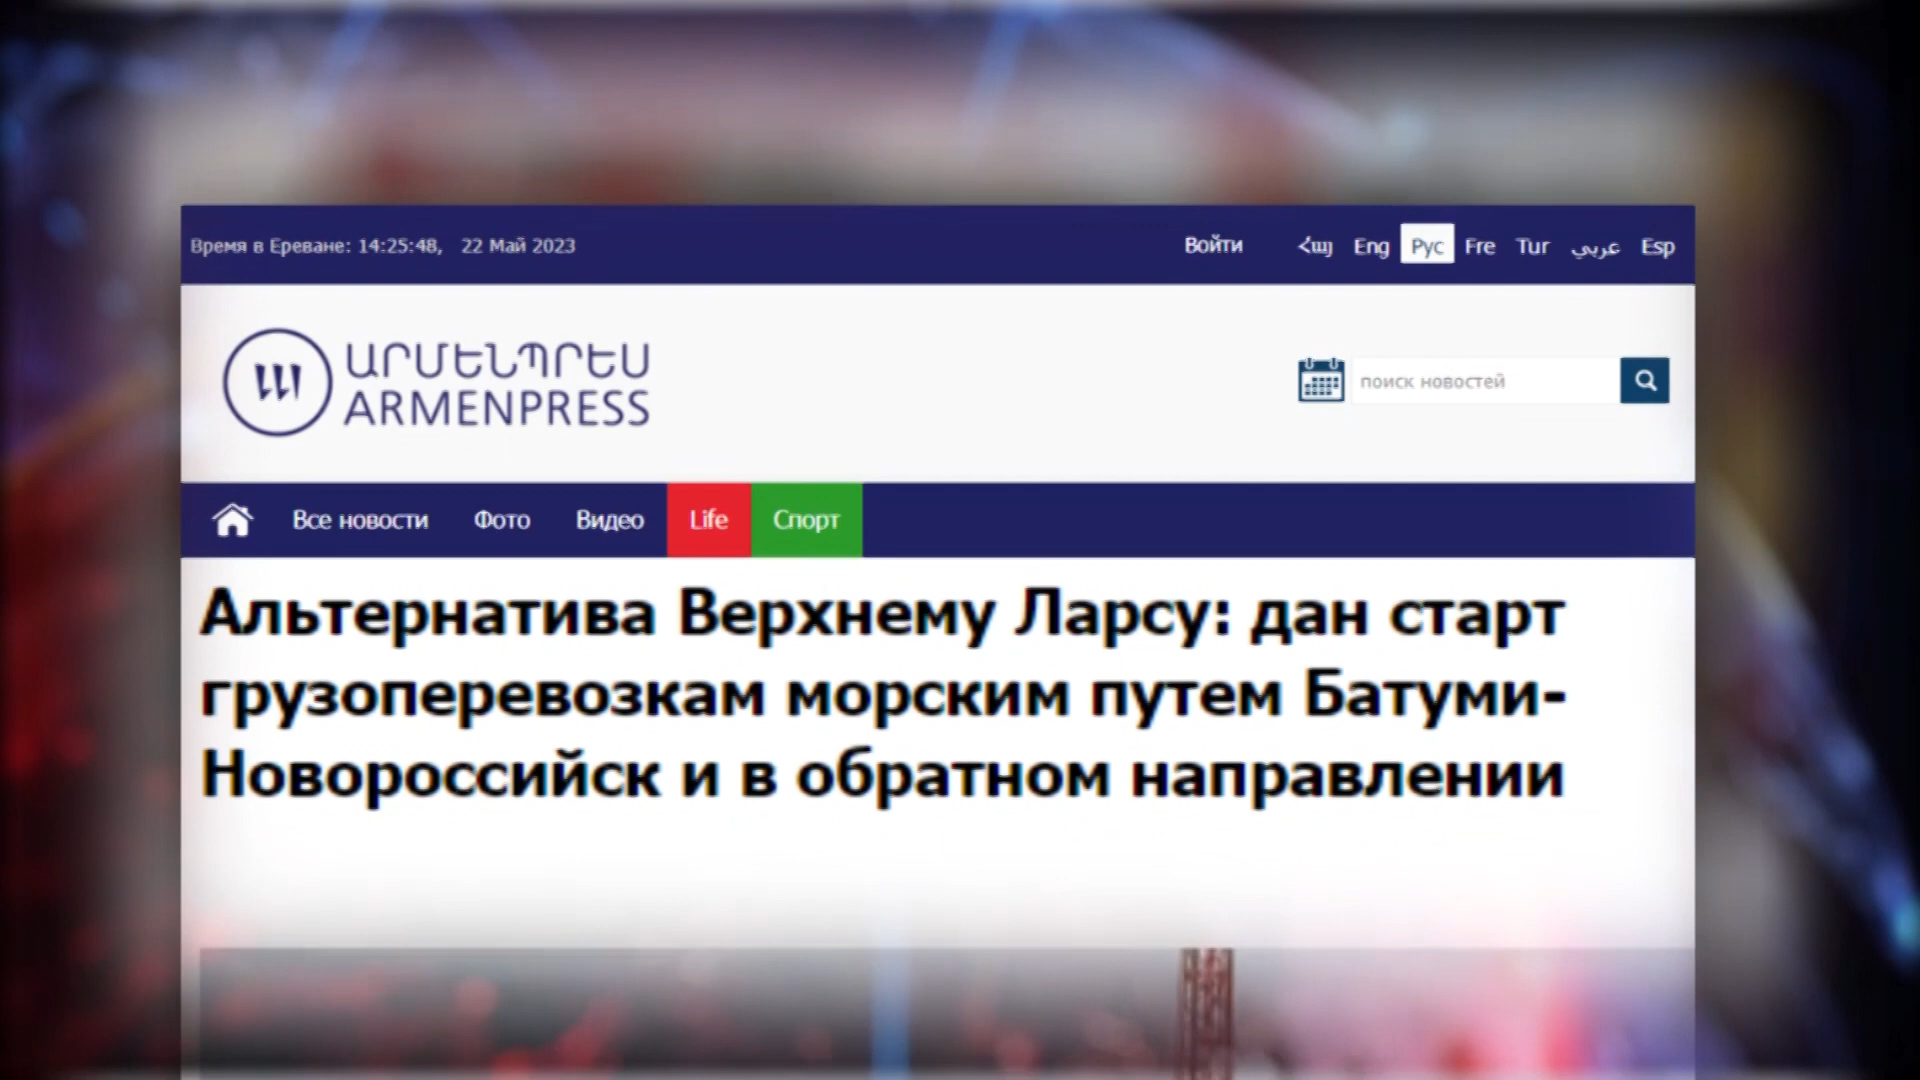 Время в Ереване: 14:25:48, 22 Май 2023
Войти Հայ Eng Рус Fre Tur عربي Esp
ԱՐՄԵՆՊՐԵՍ
ARMENPRESS
поиск новостей
Все новости Фото Видео Life Спорт
Альтернатива Верхнему Ларсу: дан старт
грузоперевозкам морским путем Батуми-
Новороссийск и в обратном направлении